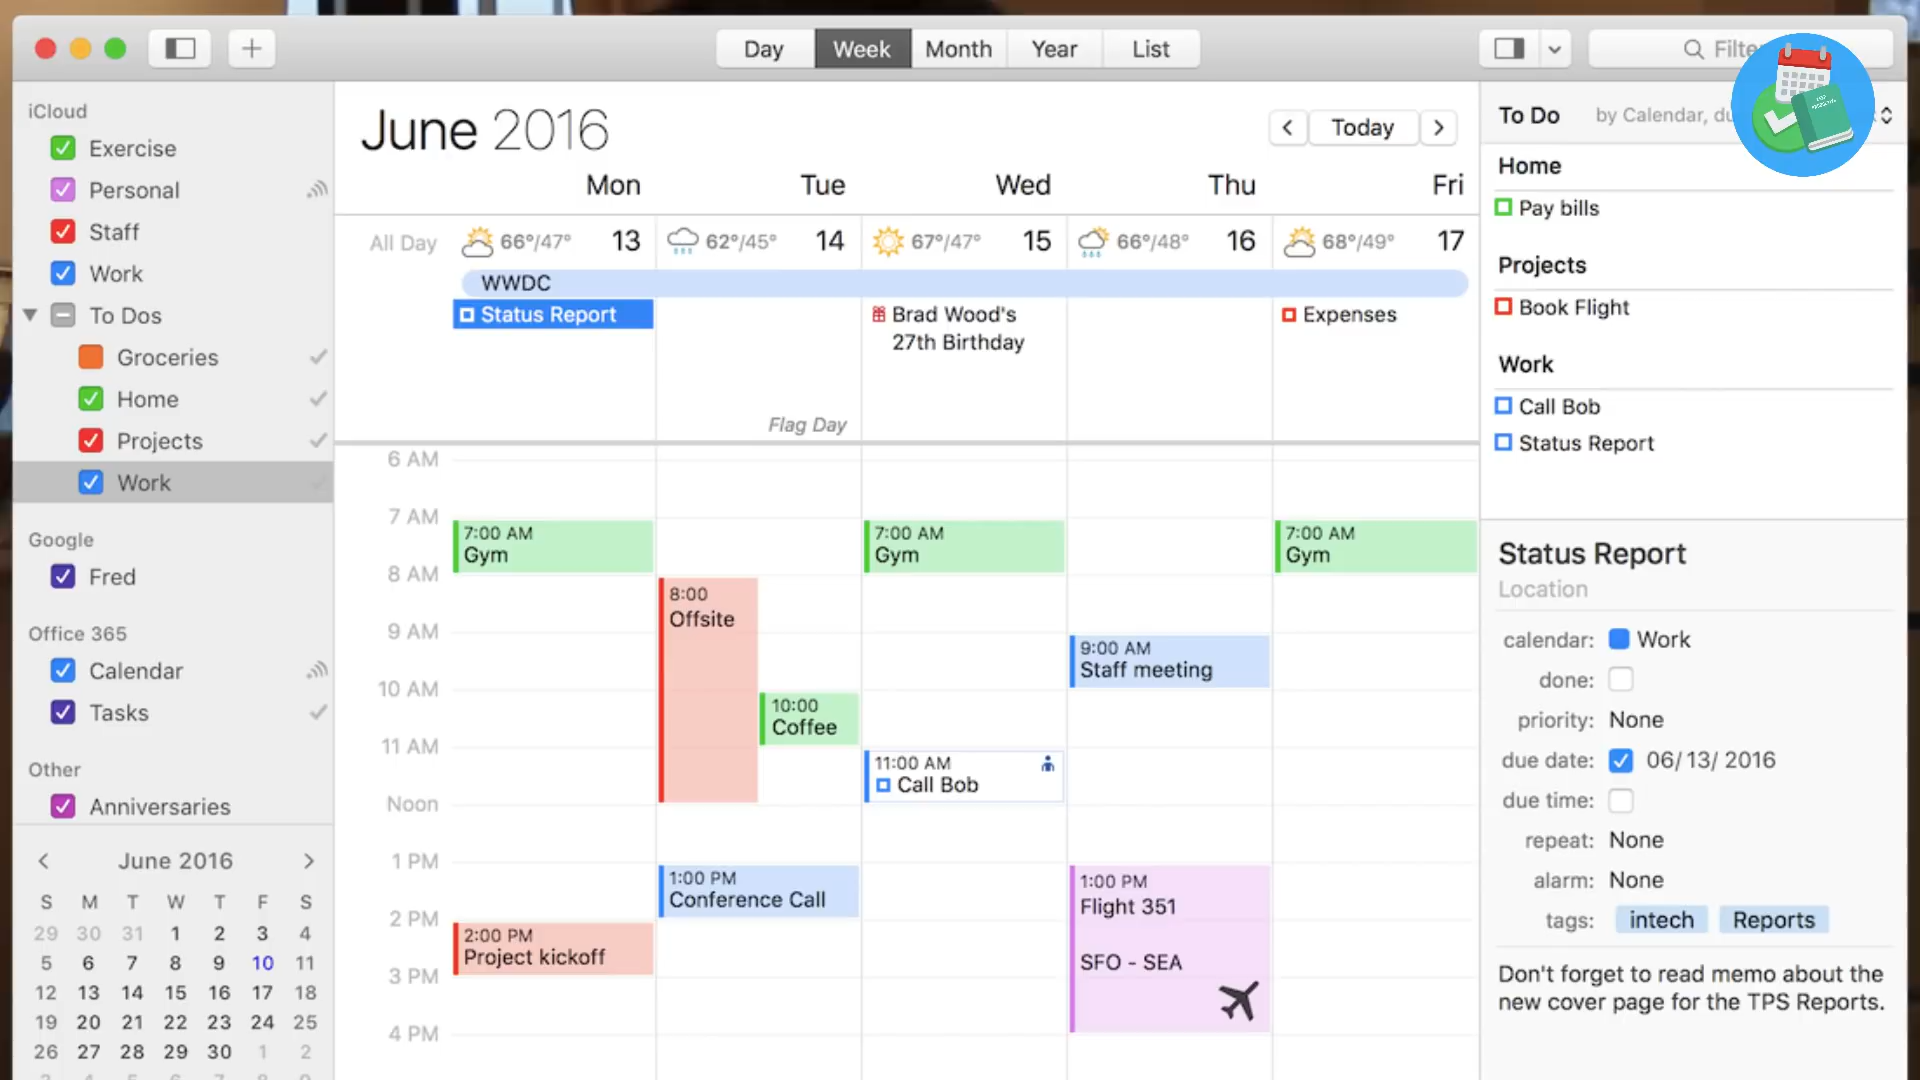 Day
Week
Month
Year
List
iCloud
Exercise
Personal
Staff
Work
To Dos
Groceries
Home
Projects
Work
Google
Fred
Office 365
Calendar
Tasks
Other
Anniversaries
June 2016
S M T W T F S
29 30 31 1 2 3 4
5 6 7 8 9 10 11
12 13 14 15 16 17 18
19 20 21 22 23 24 25
26 27 28 29 30 1 2
June 2016
Today
Mon
Tue
Wed
Thu
Fri
All Day
66°/47° 13
62°/45° 14
67°/47° 15
66°/48° 16
68°/49° 17
WWDC
Status Report
Brad Wood's
27th Birthday
Expenses
Flag Day
6 AM
7 AM
8 AM
9 AM
10 AM
11 AM
Noon
1 PM
2 PM
3 PM
4 PM
7:00 AM
Gym
2:00 PM
Project kickoff
8:00
Offsite
10:00
Coffee
1:00 PM
Conference Call
7:00 AM
Gym
11:00 AM
Call Bob
9:00 AM
Staff meeting
1:00 PM
Flight 351
SFO - SEA
7:00 AM
Gym
To Do
by Calendar,
Home
Pay bills
Projects
Book Flight
Work
Call Bob
Status Report
Status Report
Location
calendar: Work
done:
priority: None
due date: 06/13/2016
due time:
repeat: None
alarm: None
tags: intech Reports
Don't forget to read memo about the
new cover page for the TPS Reports.